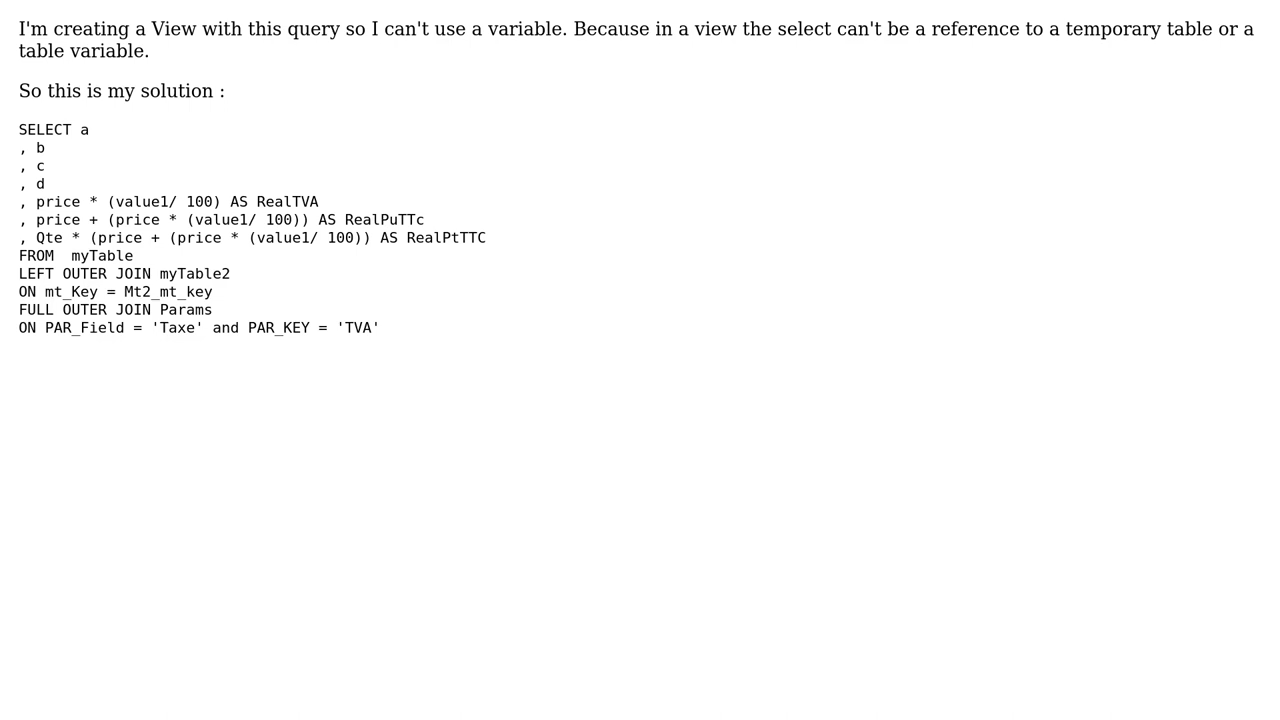 I'm creating a View with this query so I can't use a variable. Because in a view the select can't be a reference to a temporary table or a
table variable.
So this is my solution :
SELECT a
, b
, c
, d
, price * (value1/ 100) AS RealTVA
, price + (price * (value1/ 100)) AS RealPuTTc
, Qte * (price + (price * (value1/ 100)) AS RealPtTTC
FROM  myTable
LEFT OUTER JOIN myTable2
ON mt_Key = Mt2_mt_key
FULL OUTER JOIN Params
ON PAR_Field = 'Taxe' and PAR_KEY = 'TVA'